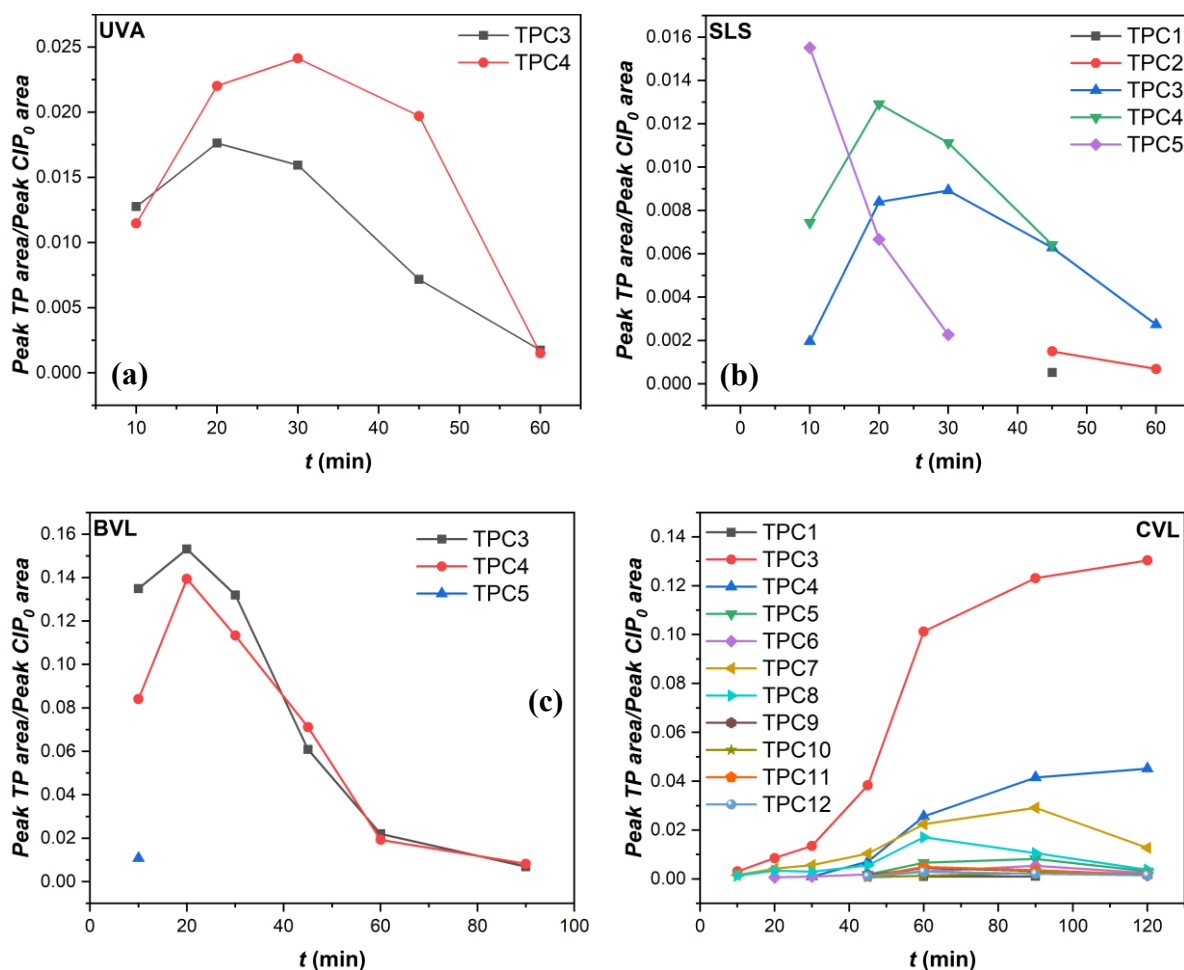 UVA
TPC3
TPC4
Peak TP area/Peak CIP0 area
0.025
0.020
0.015
0.010
0.005
0.000
(a)
10 20 30 40 50 60
t (min)
SLS
TPC1
TPC2
TPC3
TPC4
TPC5
Peak TP area/Peak CIP0 area
0.016
0.014
0.012
0.010
0.008
0.006
0.004
0.002
0.000
(b)
0 10 20 30 40 50 60
t (min)
BVL
TPC3
TPC4
TPC5
Peak TP area/Peak CIP0 area
0.16
0.14
0.12
0.10
0.08
0.06
0.04
0.02
0.00
(c)
0 20 40 60 80 100
t (min)
CVL
TPC1
TPC3
TPC4
TPC5
TPC6
TPC7
TPC8
TPC9
TPC10
TPC11
TPC12
Peak TP area/Peak CIP0 area
0.14
0.12
0.10
0.08
0.06
0.04
0.02
0.00
0 20 40 60 80 100 120
t (min)